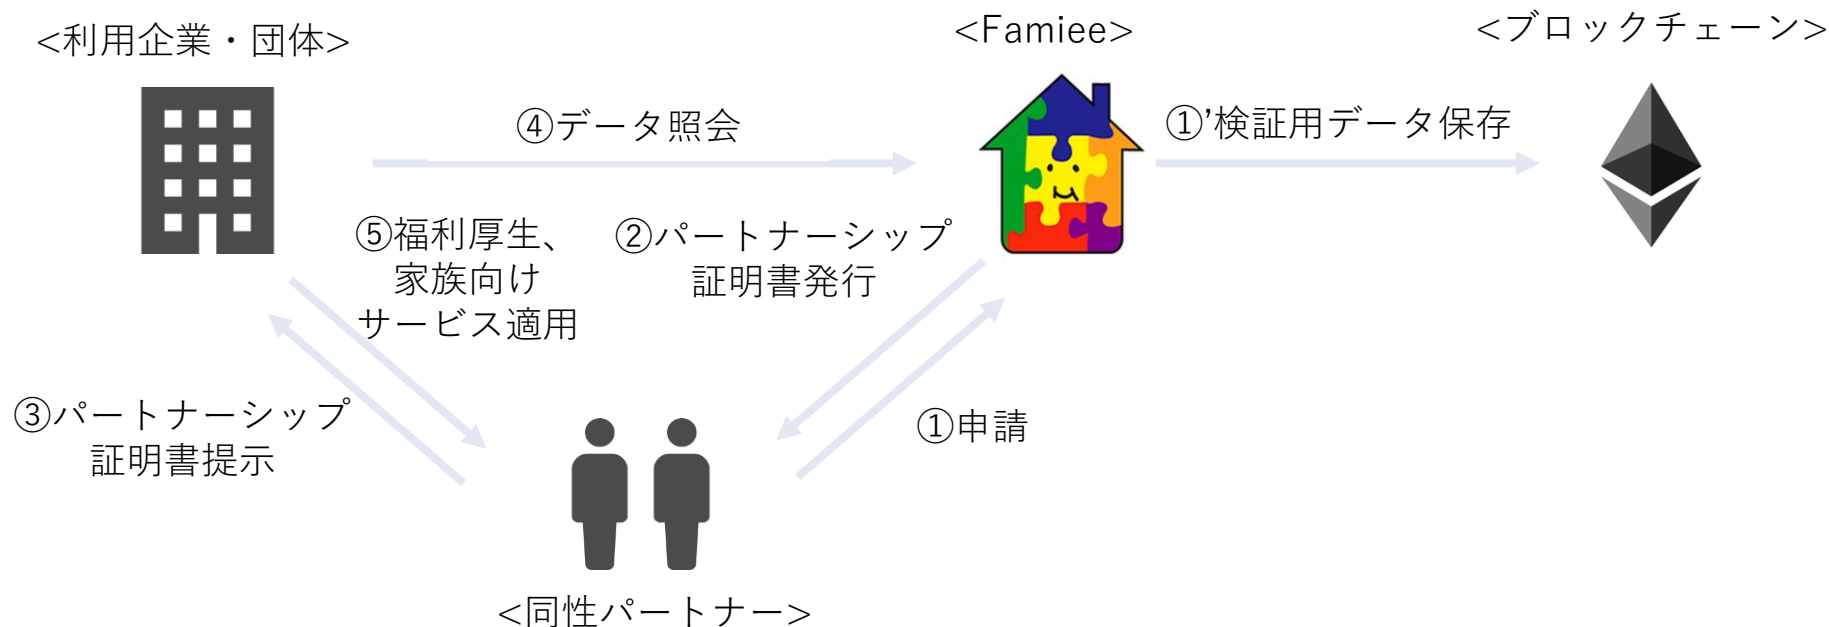 <利用企業・団体>
<Famiee>
<ブロックチェーン>
④データ照会
①’検証用データ保存
⑤福利厚生、
家族向け
サービス適用
②パートナーシップ
証明書発行
③パートナーシップ
証明書提示
①申請
<同性パートナー>